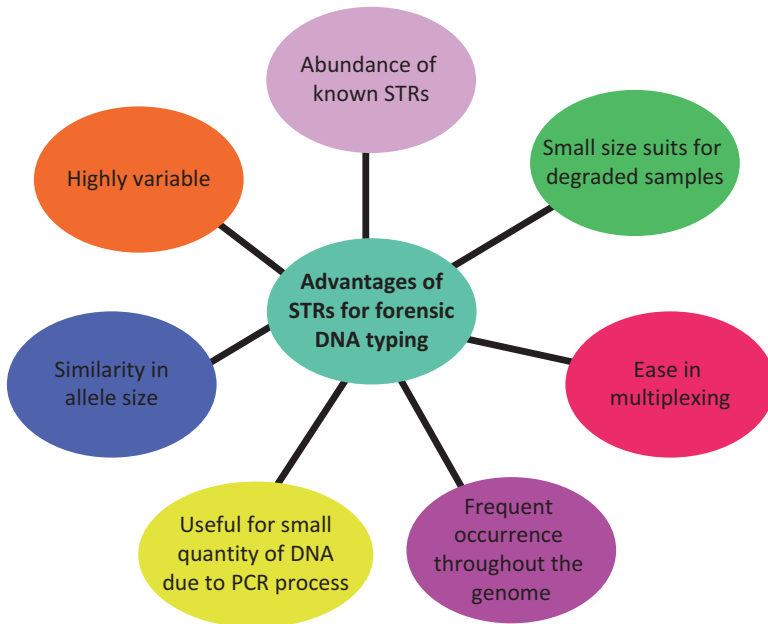 Abundance of
known STRs
Small size suits for
degraded samples
Highly variable
Advantages of
STRs for forensic
DNA typing
Similarity in
allele size
Ease in
multiplexing
Useful for small
quantity of DNA
due to PCR process
Frequent
occurrence
throughout the
genome